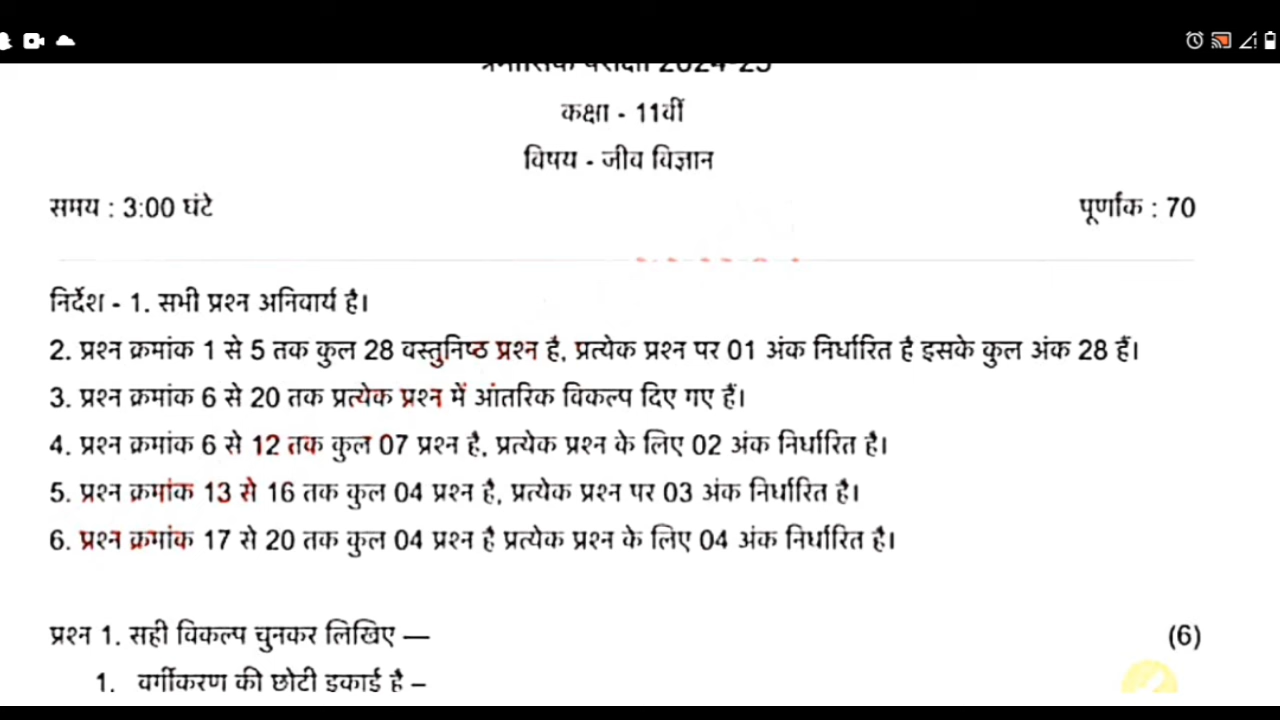 परीक्षा 2024-25
कक्षा - 11वीं
विषय - जीव विज्ञान
समय : 3:00 घंटे
पूर्णांक : 70
निर्देश - 1. सभी प्रश्न अनिवार्य है।
2. प्रश्न क्रमांक 1 से 5 तक कुल 28 वस्तुनिष्ठ प्रश्न है, प्रत्येक प्रश्न पर 01 अंक निर्धारित है इसके कुल अंक 28 हैं।
3. प्रश्न क्रमांक 6 से 20 तक प्रत्येक प्रश्न में आंतरिक विकल्प दिए गए हैं।
4. प्रश्न क्रमांक 6 से 12 तक कुल 07 प्रश्न है, प्रत्येक प्रश्न के लिए 02 अंक निर्धारित है।
5. प्रश्न क्रमांक 13 से 16 तक कुल 04 प्रश्न है, प्रत्येक प्रश्न पर 03 अंक निर्धारित है।
6. प्रश्न क्रमांक 17 से 20 तक कुल 04 प्रश्न है प्रत्येक प्रश्न के लिए 04 अंक निर्धारित है।
प्रश्न 1. सही विकल्प चुनकर लिखिए — (6)
1. वर्गीकरण की छोटी इकाई है –